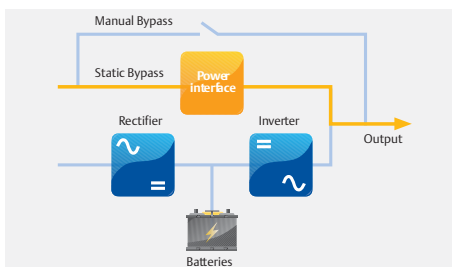 Manual Bypass
Static Bypass
Power
interface
Rectifier
Inverter
Output
Batteries